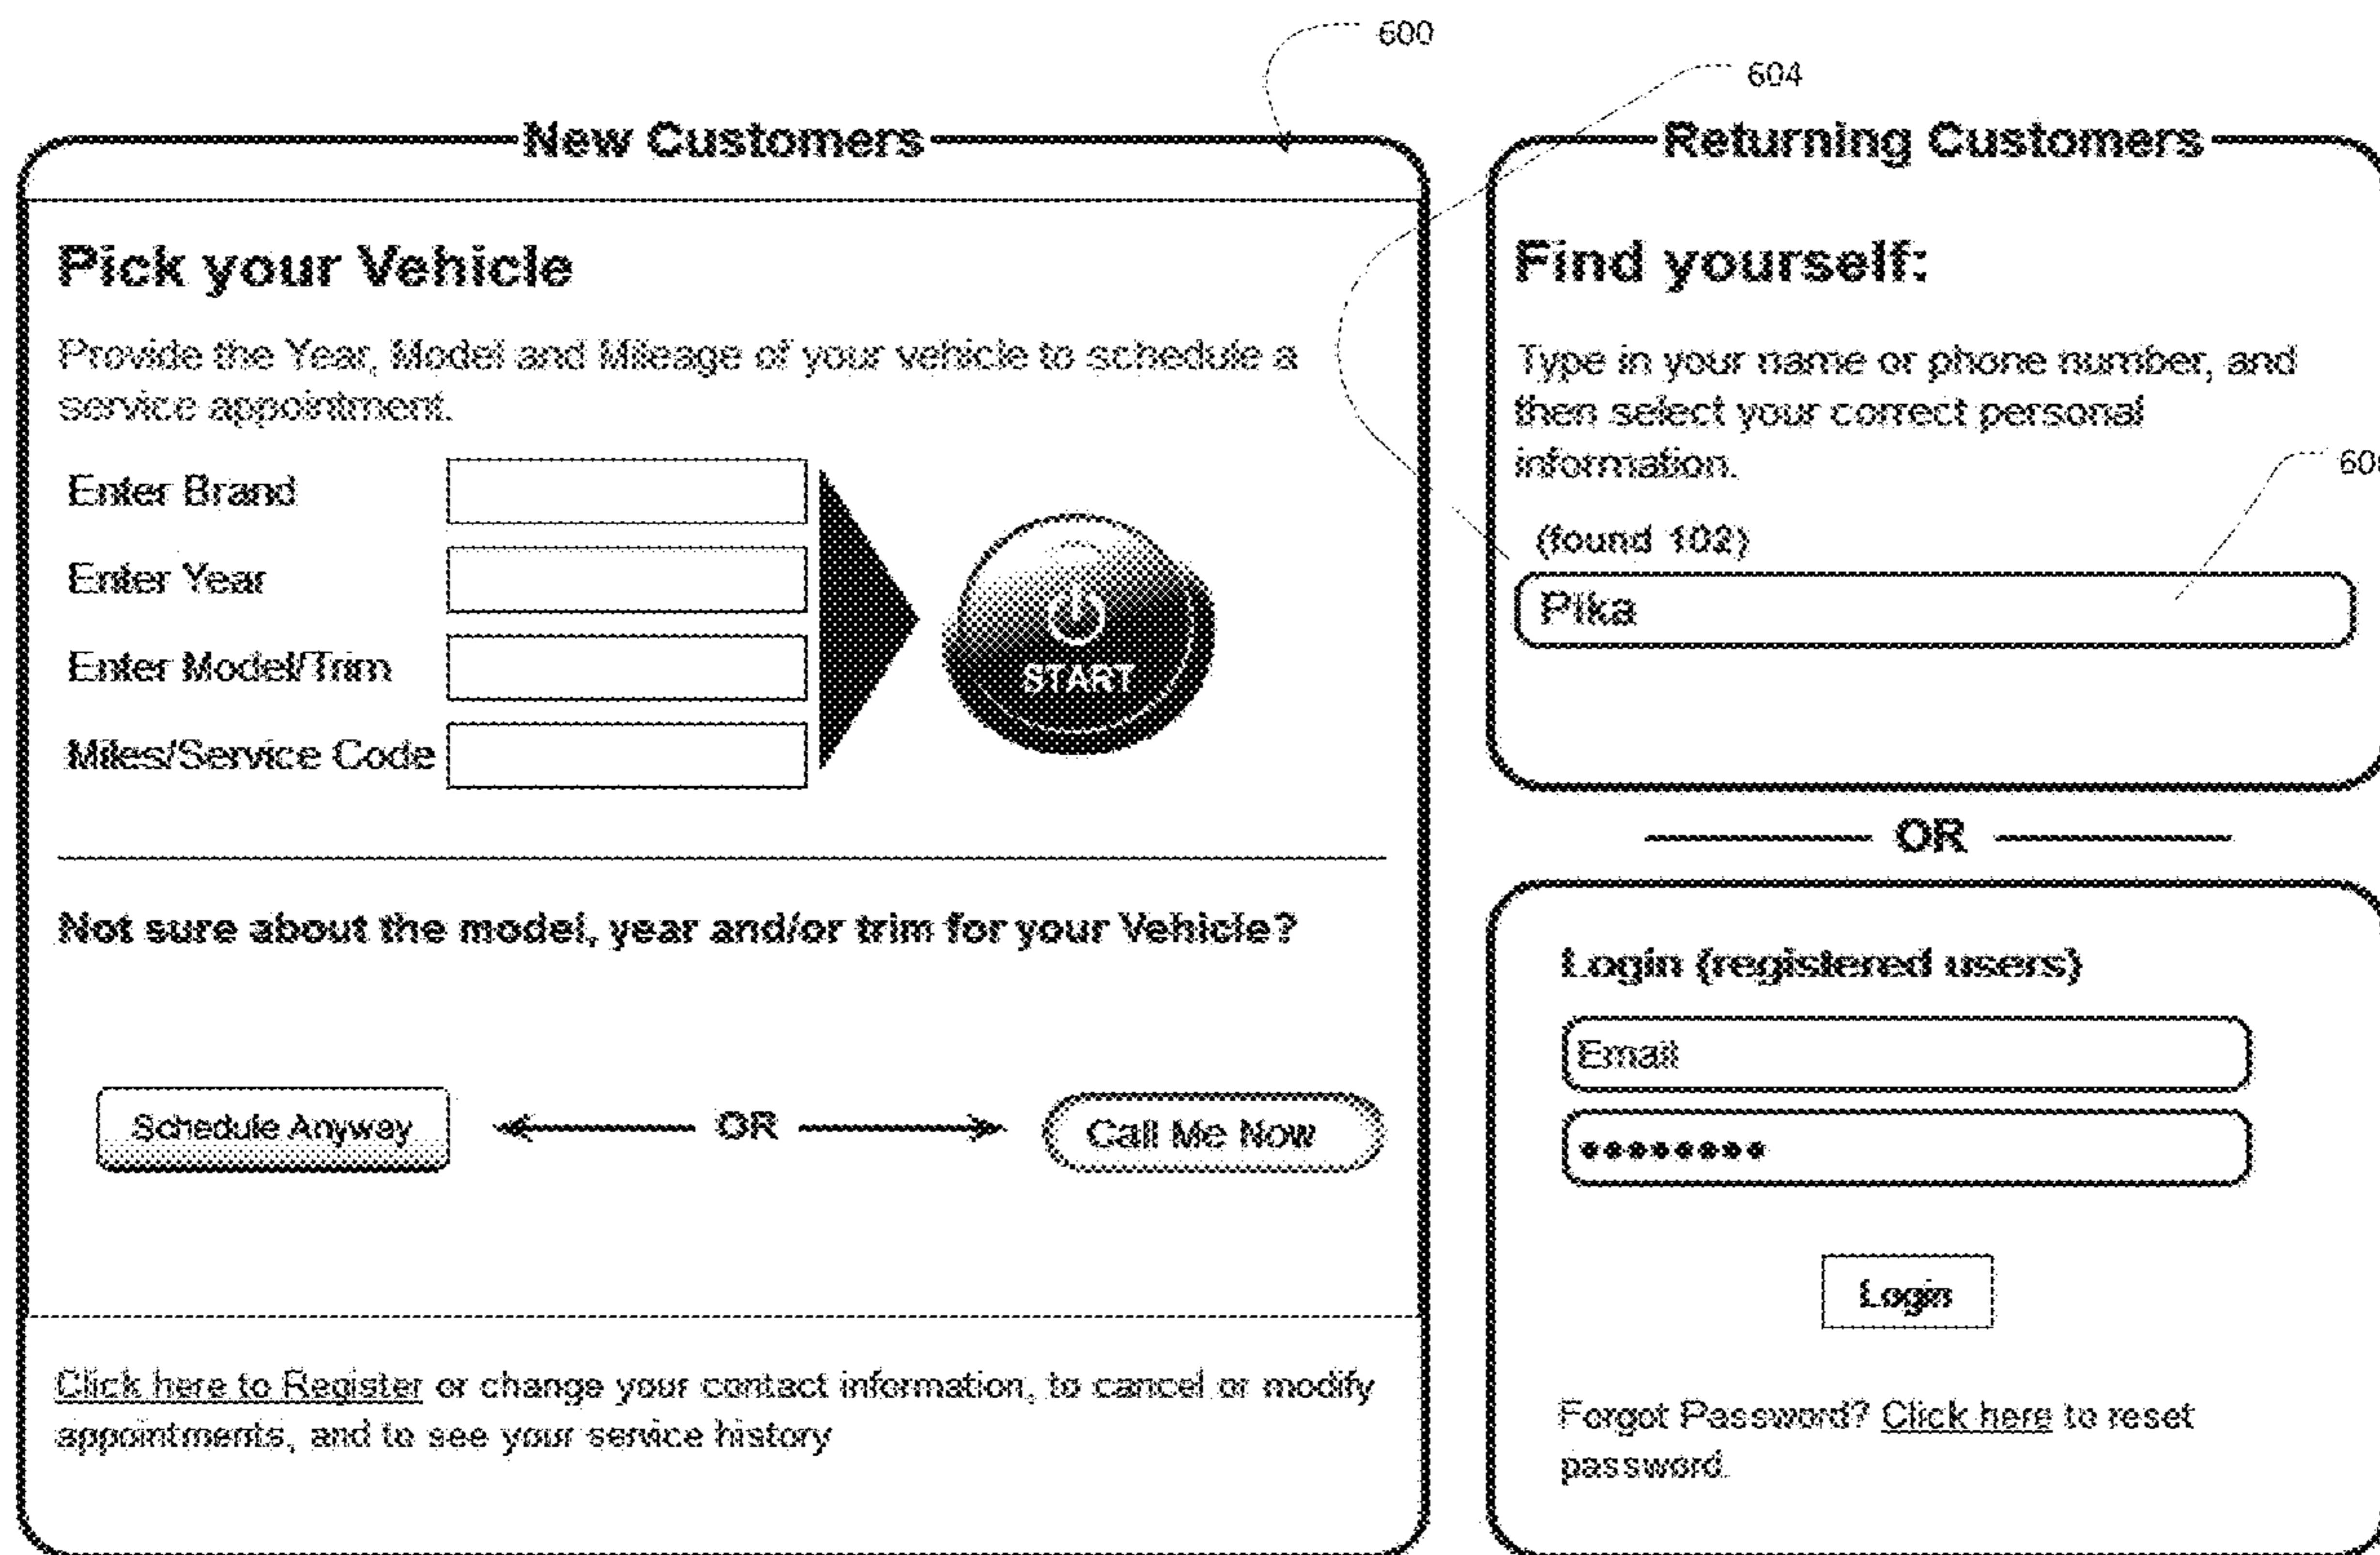 600
604
New Customers
Pick your Vehicle
Provide the Year, Model and Mileage of your vehicle to schedule a
service appointment.
Enter Brand
Enter Year
Enter Model/Trim
Miles/Service Code
START
Not sure about the model, year and/or trim for your Vehicle?
Schedule Anyway
OR
Call Me Now
Click here to Register or change your contact information, to cancel or modify
appointments, and to see your service history
Returning Customers
Find yourself:
Type in your name or phone number, and
then select your correct personal
information.
(found 102)
Pika
OR
Login (registered users)
Email
••••••••
Login
Forgot Password? Click here to reset
password.